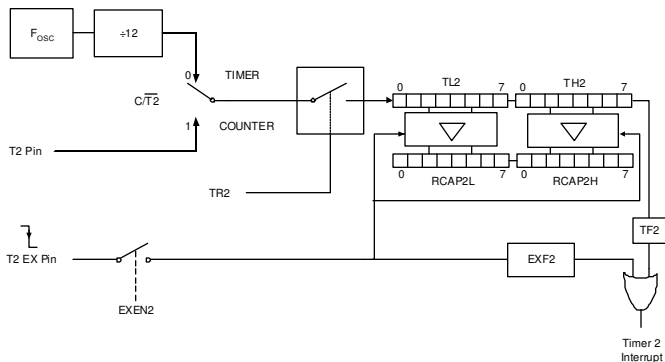 FOSC
÷12
0
TIMER
C/T2
1
COUNTER
T2 Pin
TR2
0
TL2
7
0
TH2
7
0
7
RCAP2L
0
7
RCAP2H
TF2
T2 EX Pin
EXF2
EXEN2
Timer 2
Interrupt